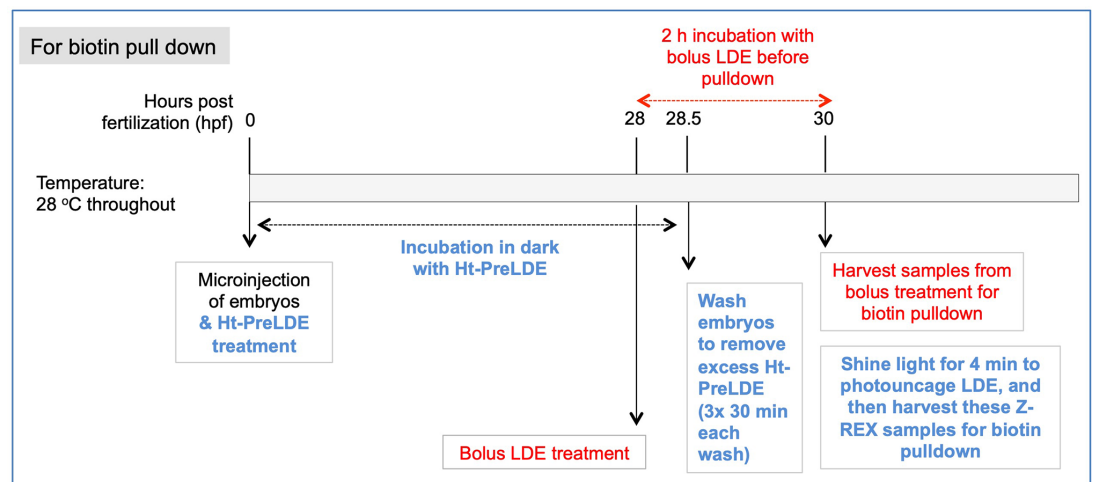 For biotin pull down
2 h incubation with
bolus LDE before
pulldown
Hours post
fertilization (hpf)
0
28
28.5
30
Temperature:
28 ºC throughout
Incubation in dark
with Ht-PreLDE
Microinjection
of embryos
& Ht-PreLDE
treatment
Bolus LDE treatment
Wash
embryos
to remove
excess Ht-
PreLDE
(3x 30 min
each
wash)
Harvest samples from
bolus treatment for
biotin pulldown
Shine light for 4 min to
photouncage LDE, and
then harvest these Z-
REX samples for biotin
pulldown